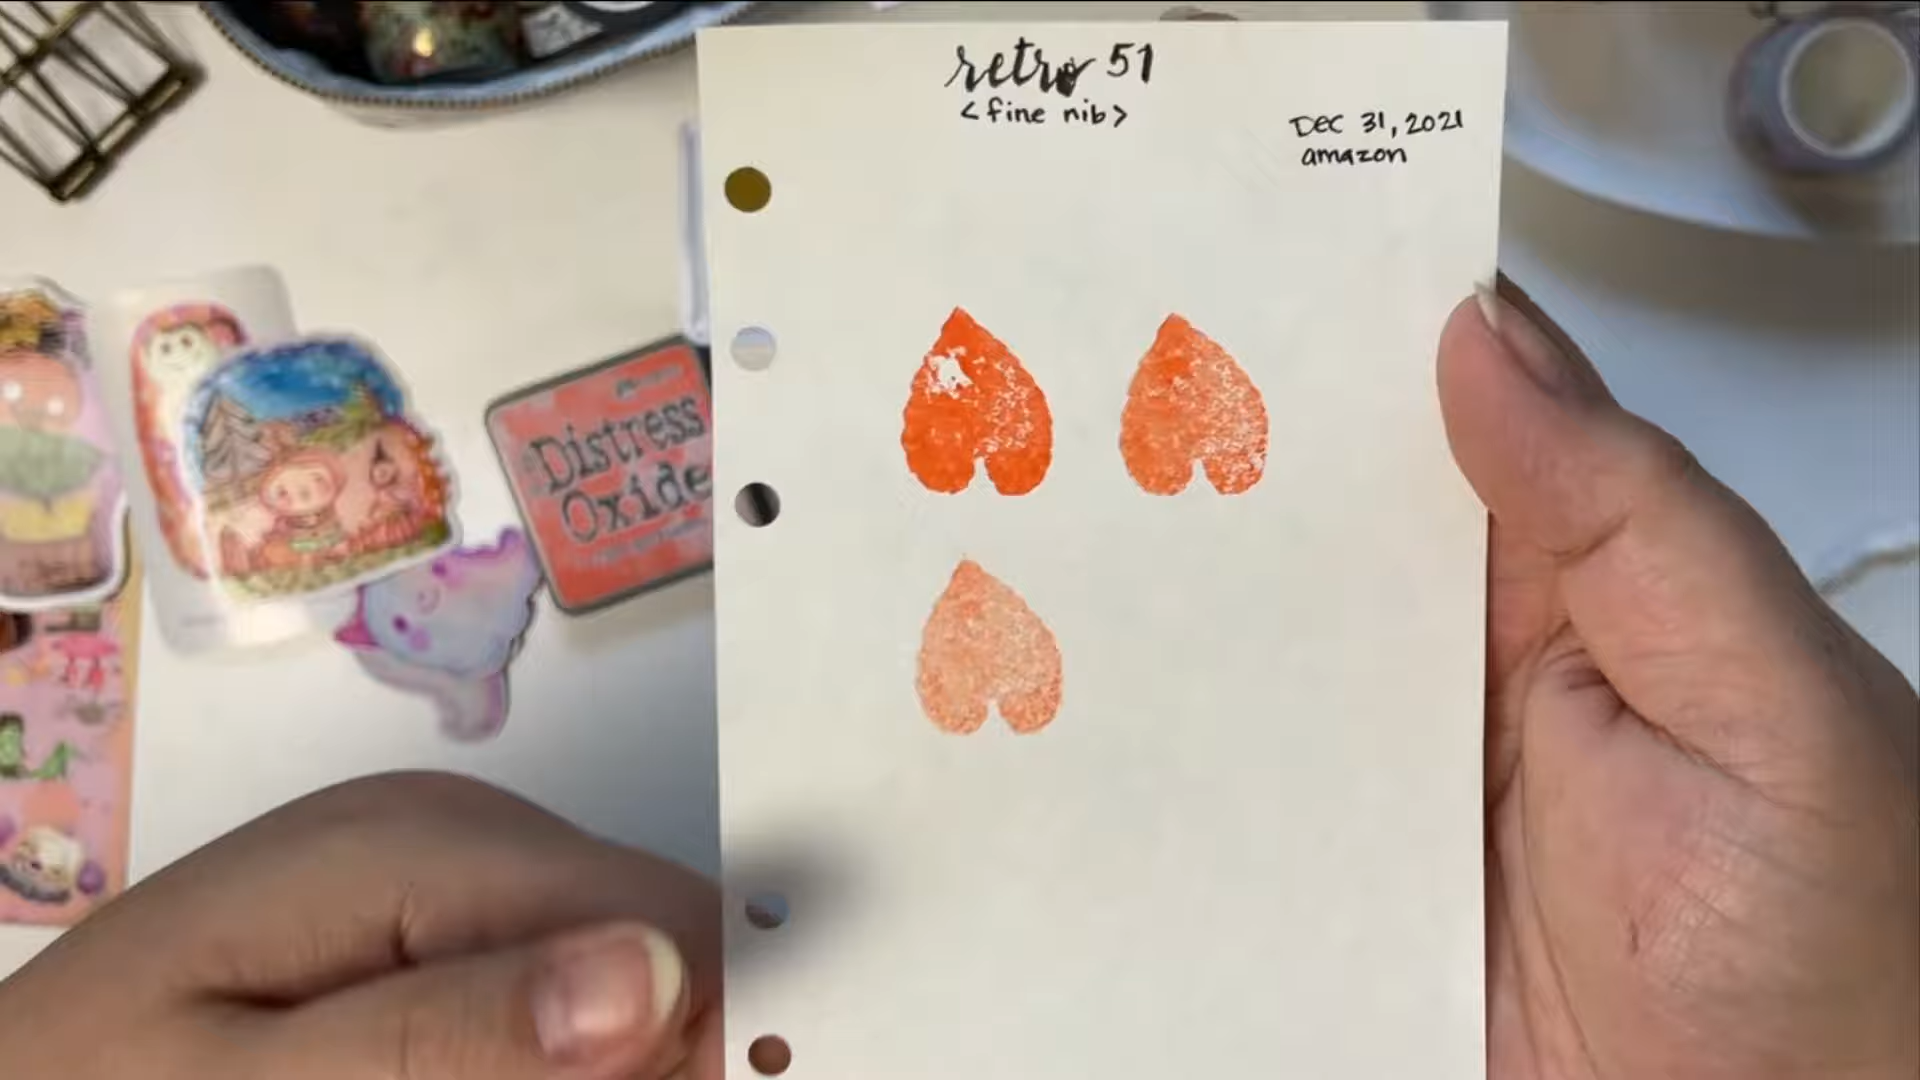 retro 51
<fine nib>
Dec 31, 2021
amazon
Distress
Oxide